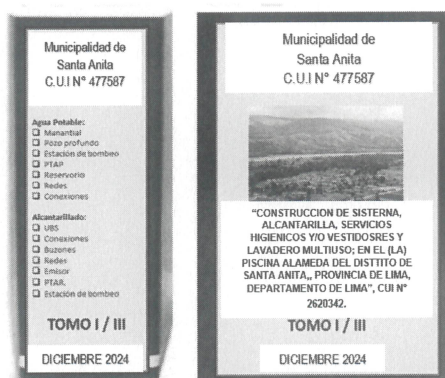 Municipalidad de
Santa Anita
C.U.I N° 477587
Agua Potable:
❑ Manantial
❑ Pozo profundo
❑ Estación de bombeo
❑ PTAP
❑ Reservorio
❑ Redes
❑ Conexiones
Alcantarillado:
❑ UBS
❑ Conexiones
❑ Buzones
❑ Redes
❑ Emisor
❑ PTAR.
❑ Estación de bombeo
TOMO I / III
DICIEMBRE 2024
Municipalidad de
Santa Anita
C.U.I N° 477587
"CONSTRUCCION DE SISTERNA,
ALCANTARILLA, SERVICIOS
HIGIENICOS Y/O VESTIDOSRES Y
LAVADERO MULTIUSO; EN EL (LA)
PISCINA ALAMEDA DEL DISTTITO DE
SANTA ANITA,, PROVINCIA DE LIMA,
DEPARTAMENTO DE LIMA", CUI N°
2620342.
TOMO I / III
DICIEMBRE 2024